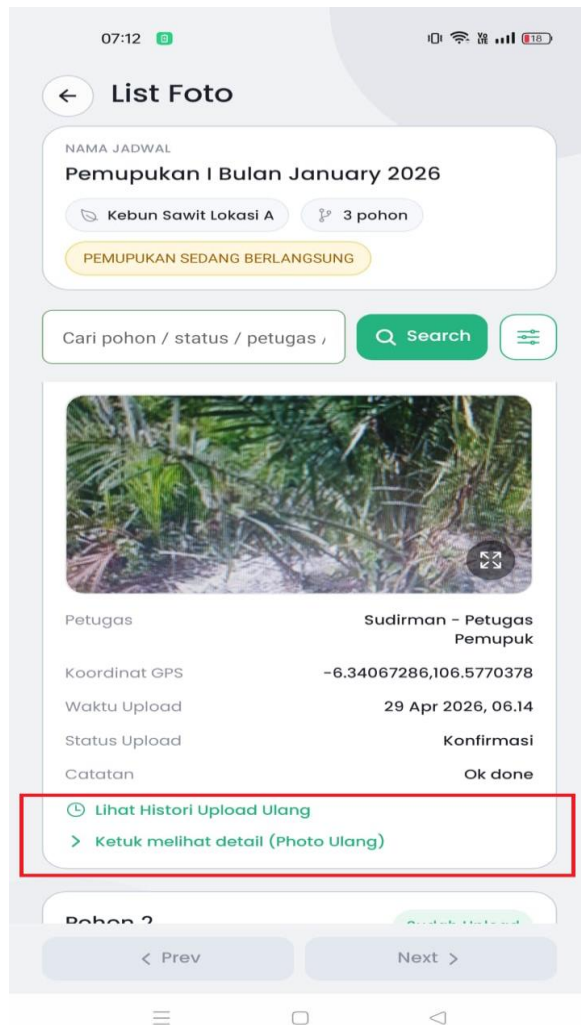 07:12
18
List Foto
NAMA JADWAL
Pemupukan I Bulan January 2026
Kebun Sawit Lokasi A
3 pohon
PEMUPUKAN SEDANG BERLANGSUNG
Cari pohon / status / petugas /
Search
Petugas
Sudirman - Petugas
Pemupuk
Koordinat GPS
-6.34067286,106.5770378
Waktu Upload
29 Apr 2026, 06.14
Status Upload
Konfirmasi
Catatan
Ok done
Lihat Histori Upload Ulang
Ketuk melihat detail (Photo Ulang)
Pohon 2
Sudah Upload
< Prev
Next >